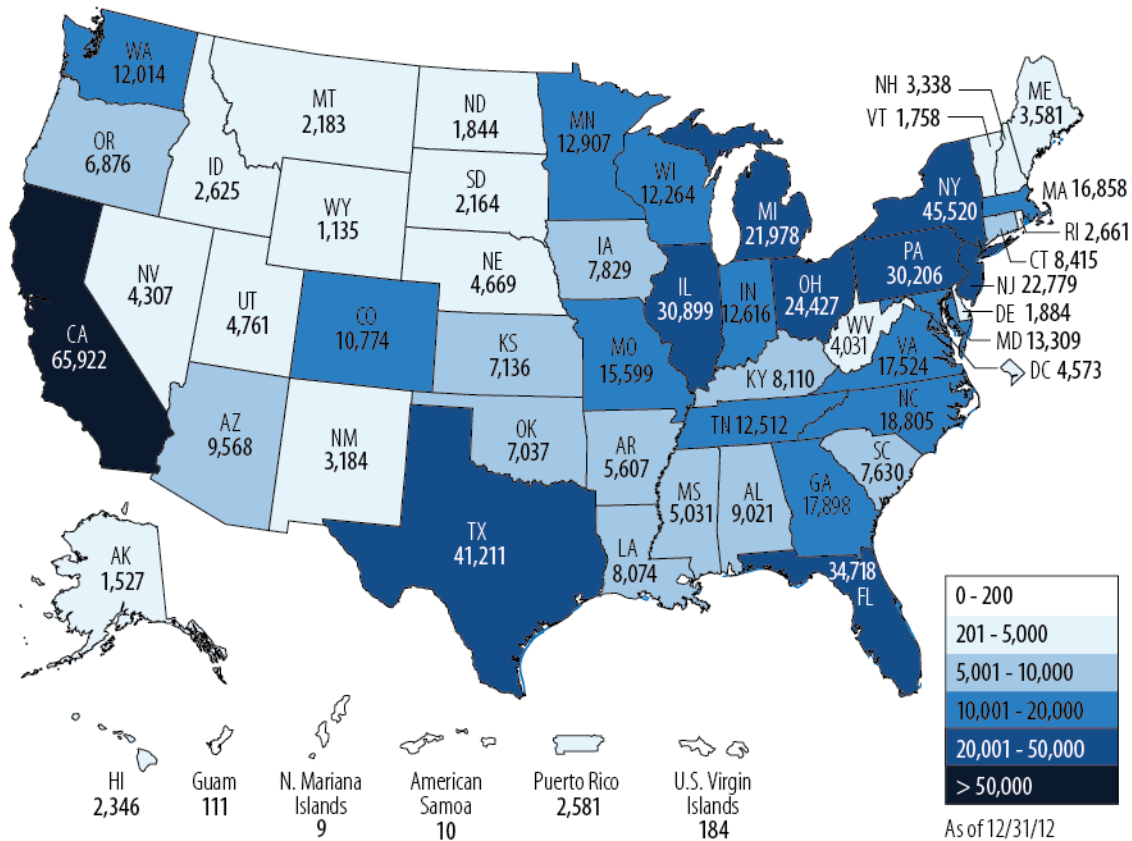 WA
12,014
OR
6,876
CA
65,922
NV
4,307
ID
2,625
MT
2,183
WY
1,135
UT
4,761
AZ
9,568
CO
10,774
NM
3,184
ND
1,844
SD
2,164
NE
4,669
KS
7,136
OK
7,037
TX
41,211
MN
12,907
IA
7,829
MO
15,599
AR
5,607
LA
8,074
WI
12,264
IL
30,899
MI
21,978
IN
12,616
OH
24,427
KY 8,110
TN 12,512
MS
5,031
AL
9,021
GA
17,898
34,718
FL
SC
7,630
NC
18,805
VA
17,524
WV
4,031
PA
30,206
NY
45,520
NH 3,338
VT 1,758
ME
3,581
MA 16,858
RI 2,661
CT 8,415
NJ 22,779
DE 1,884
MD 13,309
DC 4,573
AK
1,527
HI
2,346
Guam
111
N. Mariana
Islands
9
American
Samoa
10
Puerto Rico
2,581
U.S. Virgin
Islands
184
0 - 200
201 - 5,000
5,001 - 10,000
10,001 - 20,000
20,001 - 50,000
> 50,000
As of 12/31/12